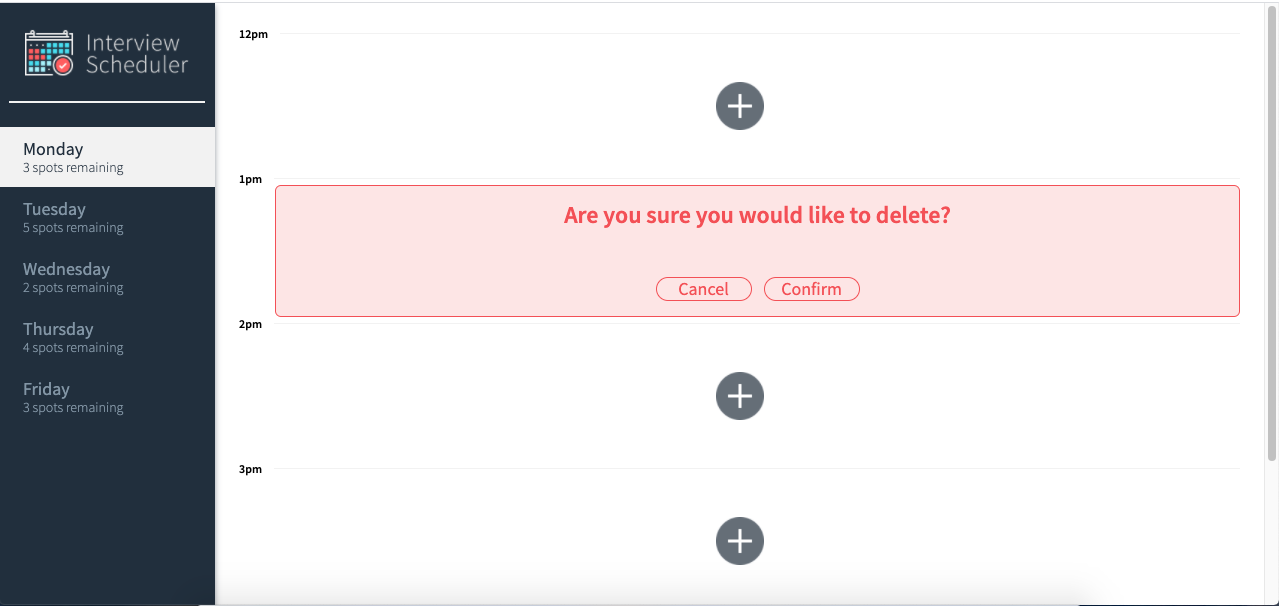 Interview
Scheduler
Monday
3 spots remaining
Tuesday
5 spots remaining
Wednesday
2 spots remaining
Thursday
4 spots remaining
Friday
3 spots remaining
12pm
1pm
Are you sure you would like to delete?
Cancel Confirm
2pm
3pm